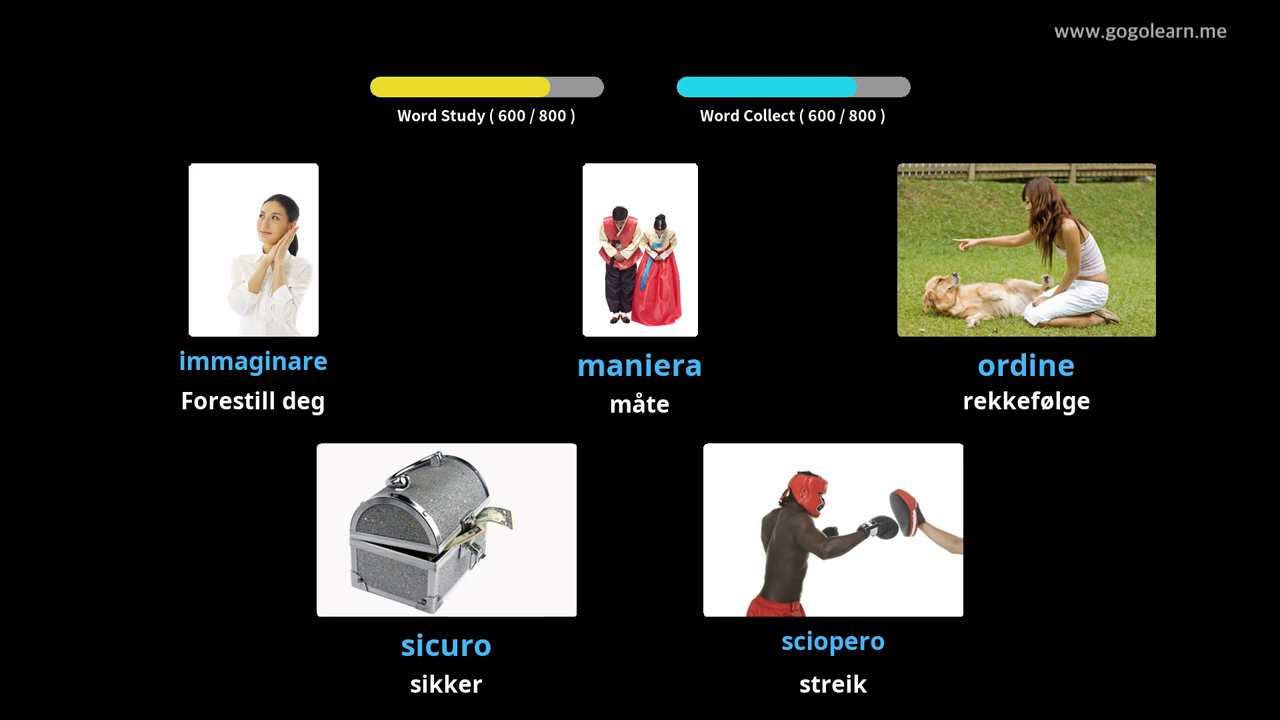 www.gogolearn.me
Word Study ( 600 / 800 )
Word Collect ( 600 / 800 )
immaginare
Forestill deg
maniera
måte
ordine
rekkefølge
sicuro
sikker
sciopero
streik